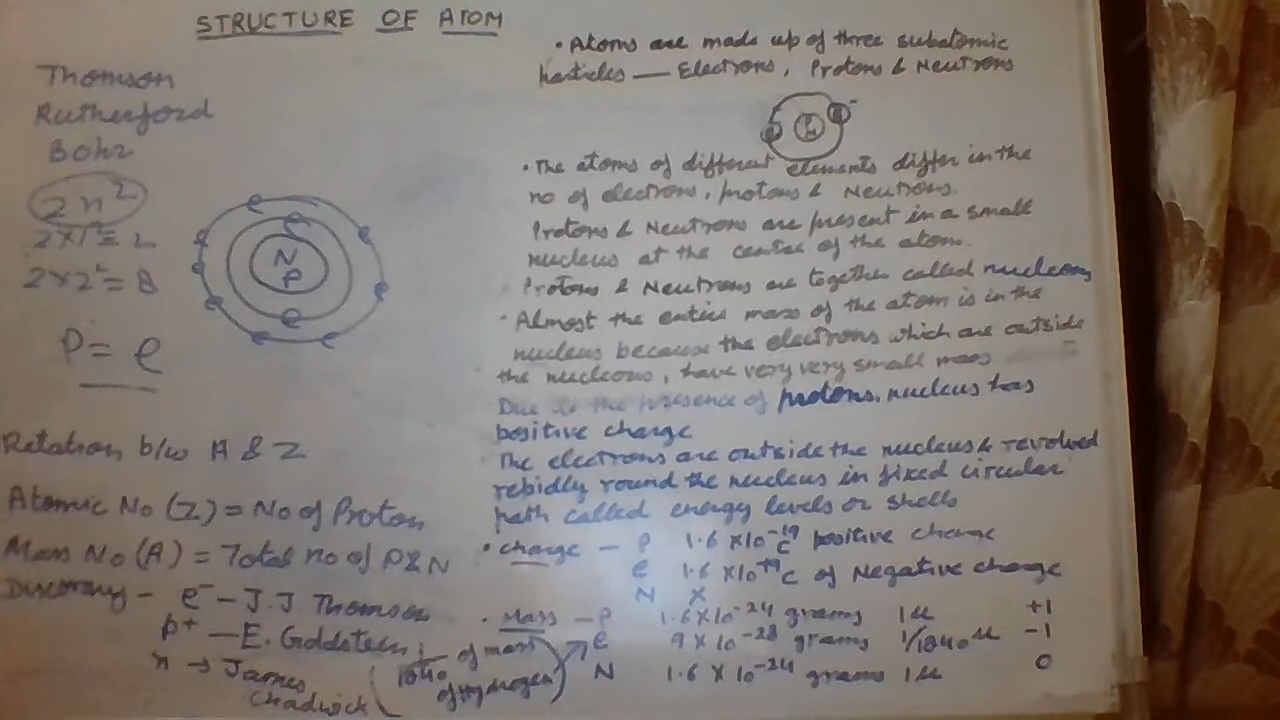 STRUCTURE OF ATOM
Thomson
Rutherford
Bohr
2n²
2×1²= 2
2×2²= 8
P= e
e
e
N
P
e
Relation b/w A & Z
Atomic No (Z) = No of Proton
Mass No (A) = Total no of P&N
Discovery - e⁻ - J.J. Thomson
p⁺ — E. Goldstein
n → James
Chadwick
1/1840 of mass
of Hydrogen
• Atoms are made up of three subatomic
particles — Electrons, Protons & Neutrons
• The atoms of different elements differ in the
no of electrons, protons & Neutrons.
Protons & Neutrons are present in a small
nucleus at the centre of the atom.
• Protons & Neutrons are together called nucleons
• Almost the entire mass of the atom is in the
nucleus because the electrons which are outside
the nucleons, have very very small mass
Due to the presence of protons, nucleus has
positive charge
The electrons are outside the nucleus & revolved
rebidly round the nucleus in fixed circular
path called energy levels or shells
• charge — P 1.6 ×10⁻¹⁹ C positive charge
e 1.6 ×10⁻¹⁹ C of Negative charge
N X
• Mass — P 1.6×10⁻²⁴ grams 1u +1
e 9 × 10⁻²⁸ grams 1/1840 u -1
N 1.6 × 10⁻²⁴ grams 1u 0